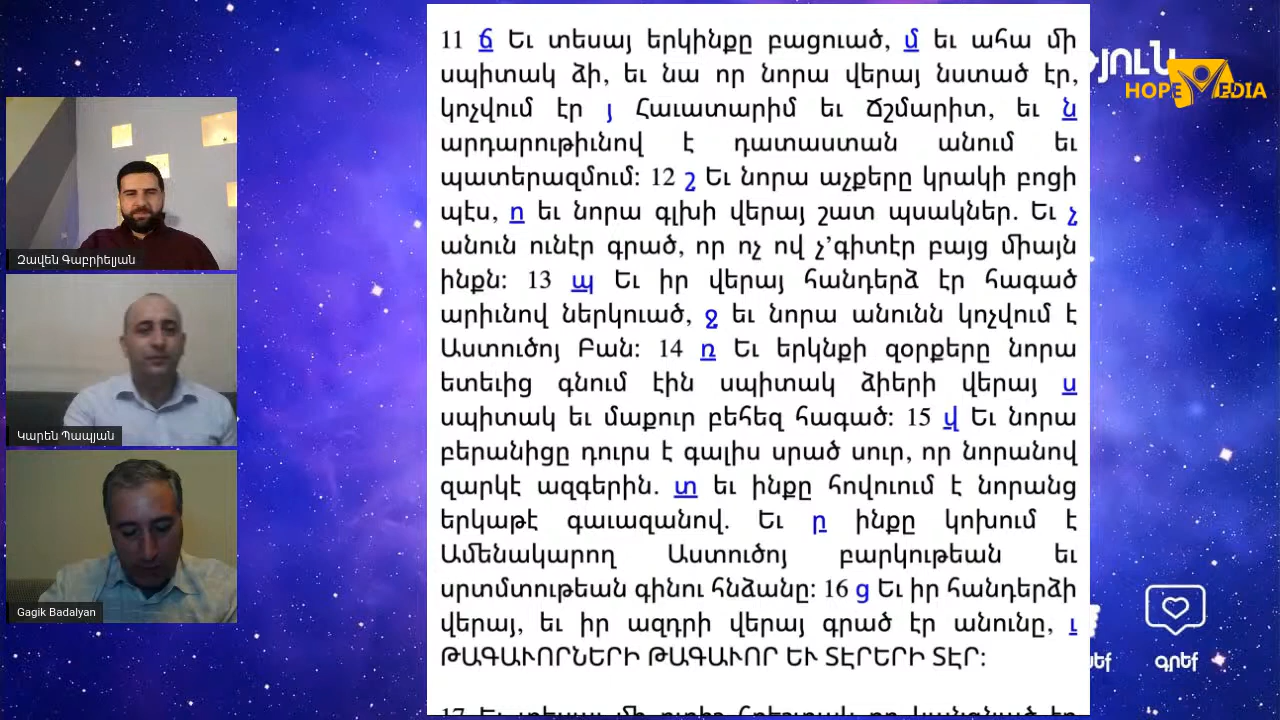 11 ճ Եւ տեսայ երկինքը բացուած, մ եւ ահա մի
սպիտակ ձի, եւ նա որ նորա վերայ նստած էր,
կոչվում էր յ Հաւատարիմ եւ Ճշմարիտ, եւ ն
արդարութիւնով է դատաստան անում եւ
պատերազմում։ 12 շ Եւ նորա աչքերը կրակի բոցի
պէս, ո եւ նորա գլխի վերայ շատ պսակներ. Եւ չ
անուն ունէր գրած, որ ոչ ով չ՚գիտէր բայց միայն
ինքն։ 13 պ Եւ իր վերայ հանդերձ էր հագած
արիւնով ներկուած, ջ եւ նորա անունն կոչվում է
Աստուծոյ Բան։ 14 ռ Եւ երկնքի զօրքերը նորա
ետեւից գնում էին սպիտակ ձիերի վերայ ս
սպիտակ եւ մաքուր բեհեզ հագած։ 15 վ Եւ նորա
բերանիցը դուրս է գալիս սրած սուր, որ նորանով
զարկէ ազգերին. տ եւ ինքը հովուում է նորանց
երկաթէ գաւազանով. Եւ ր ինքը կոխում է
Ամենակարող Աստուծոյ բարկութեան եւ
սրտմտութեան գինու հնձանը։ 16 ց Եւ իր հանդերձի
վերայ, եւ իր ազդրի վերայ գրած էր անունը, ւ
ԹԱԳԱՒՈՐՆԵՐԻ ԹԱԳԱՒՈՐ ԵՒ ՏԷՐԵՐԻ ՏԷՐ։
HOPE MEDIA
Զավեն Գաբրիելյան
Կարեն Պապյան
Gagik Badalyan
գրեք